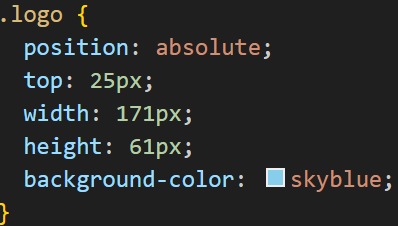 .logo {
  position: absolute;
  top: 25px;
  width: 171px;
  height: 61px;
  background-color: skyblue;
}